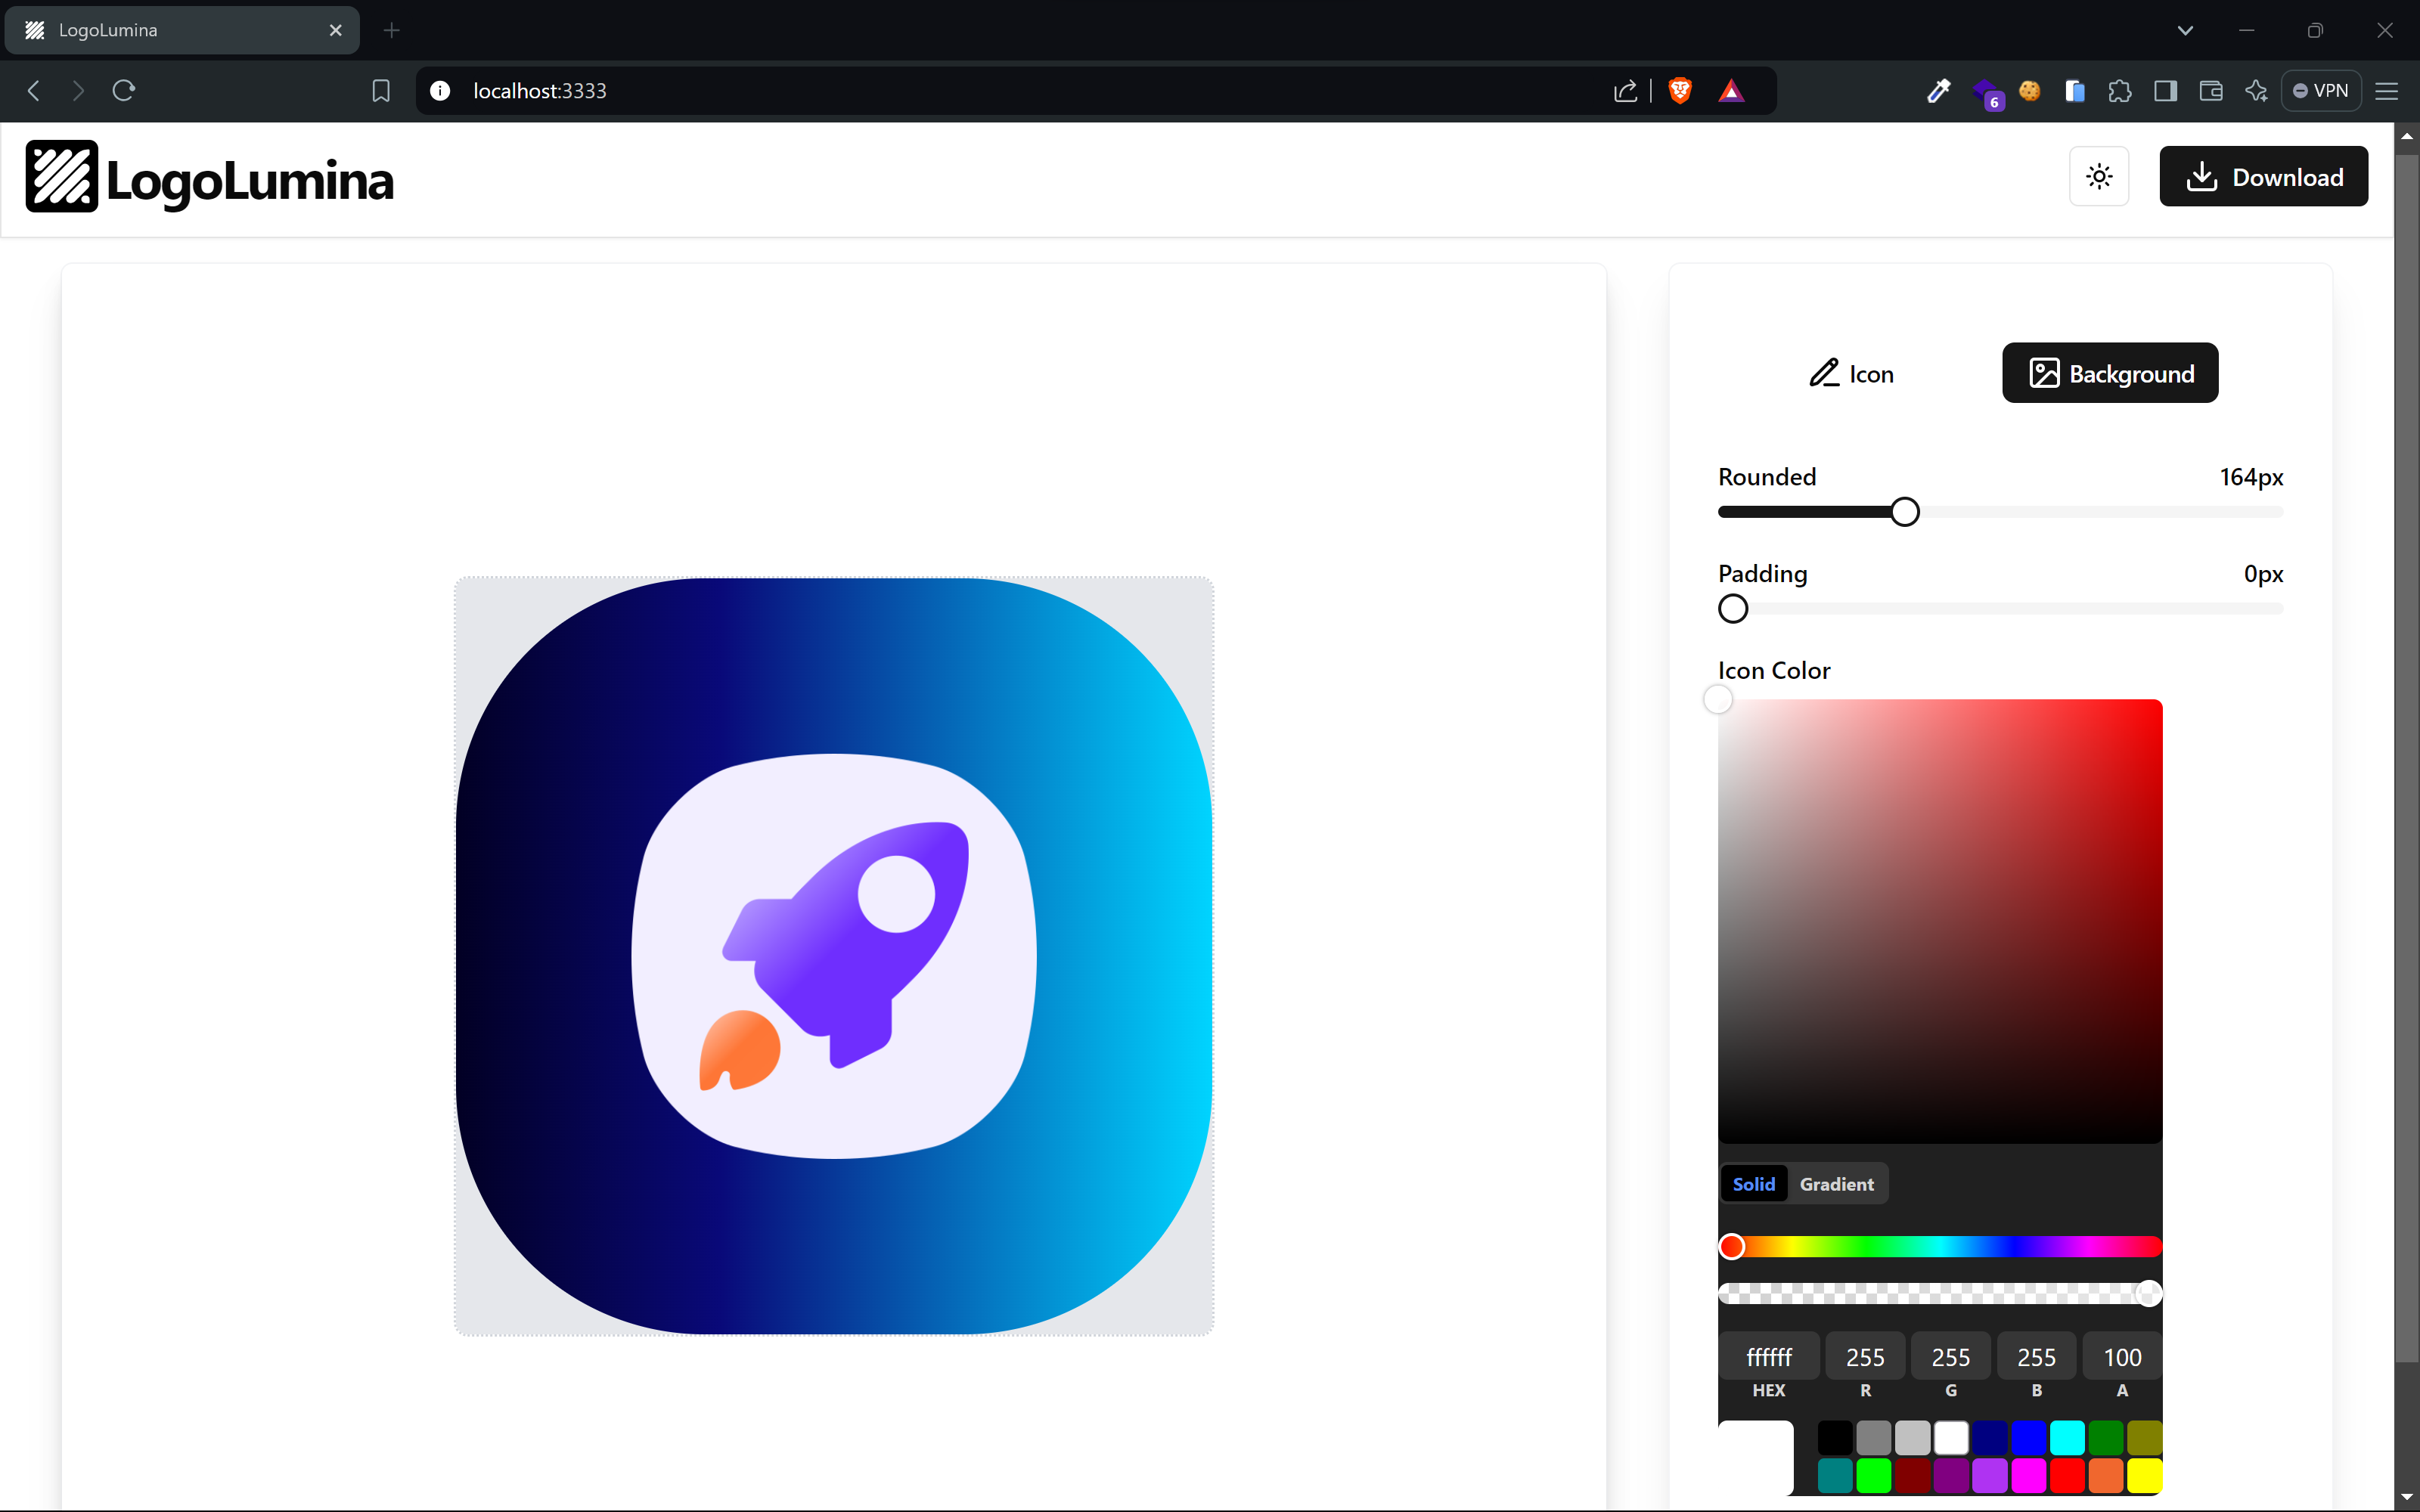 LogoLumina
localhost:3333
6
VPN
LogoLumina
Download
Icon
Background
Rounded
164px
Padding
0px
Icon Color
Solid
Gradient
ffffff
255
255
255
100
HEX
R
G
B
A